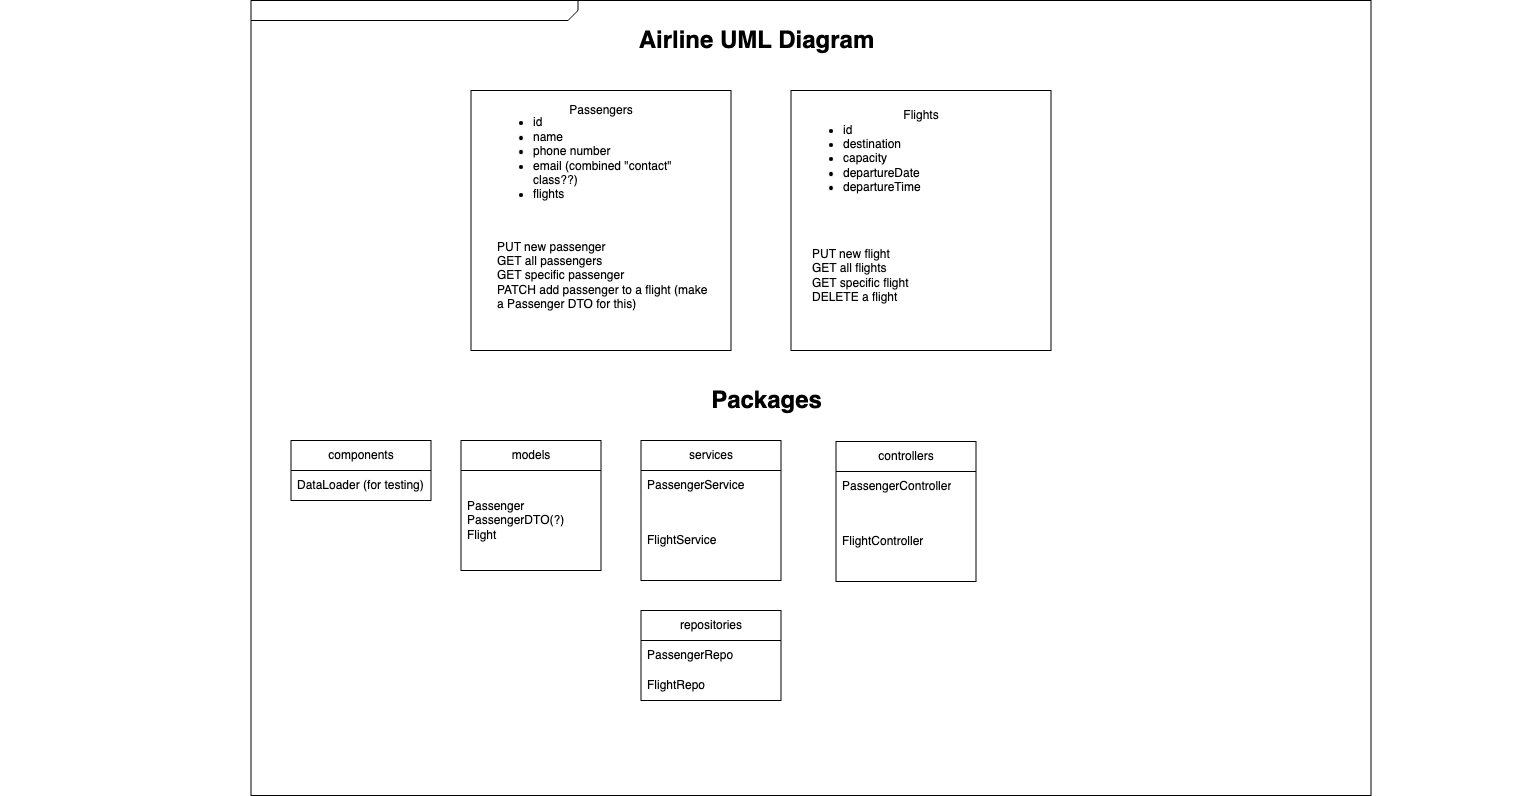 Airline UML Diagram
Passengers
• id
• name
• phone number
• email (combined "contact"
class??)
• flights
PUT new passenger
GET all passengers
GET specific passenger
PATCH add passenger to a flight (make
a Passenger DTO for this)
Flights
• id
• destination
• capacity
• departureDate
• departureTime
PUT new flight
GET all flights
GET specific flight
DELETE a flight
Packages
components
DataLoader (for testing)
models
Passenger
PassengerDTO(?)
Flight
services
PassengerService
FlightService
controllers
PassengerController
FlightController
repositories
PassengerRepo
FlightRepo